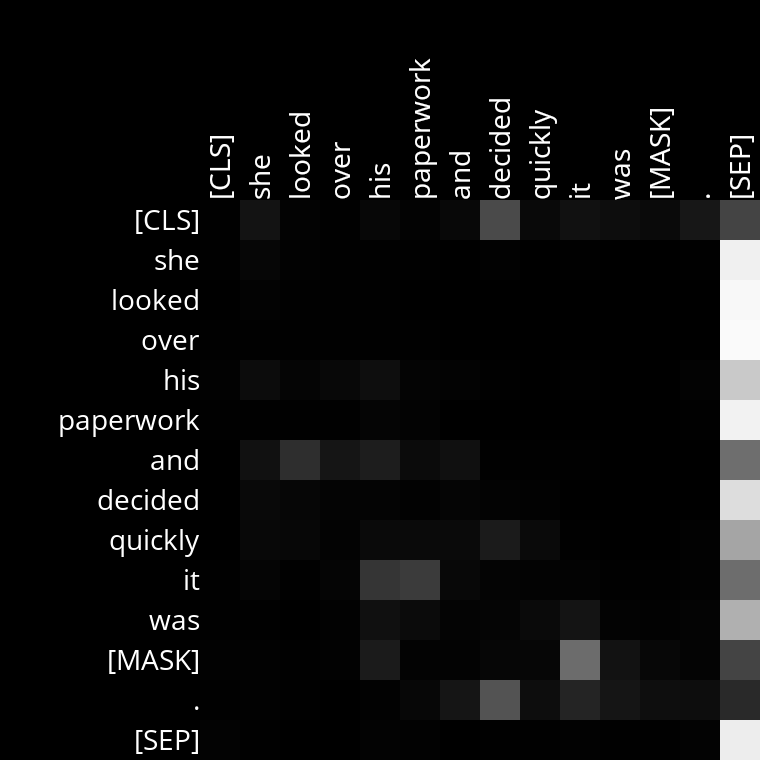 [CLS] she looked over his paperwork and decided quickly it was [MASK] . [SEP]
[CLS]
she
looked
over
his
paperwork
and
decided
quickly
it
was
[MASK]
.
[SEP]